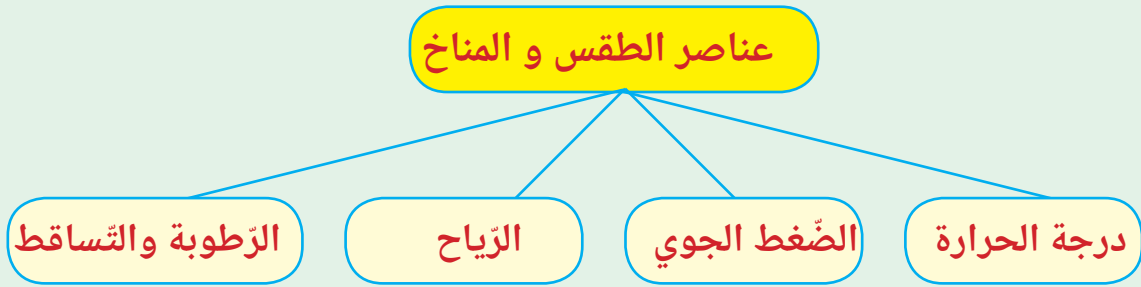 عناصر الطقس و المناخ
درجة الحرارة
الضّغط الجوي
الرّياح
الرّطوبة والتّساقط